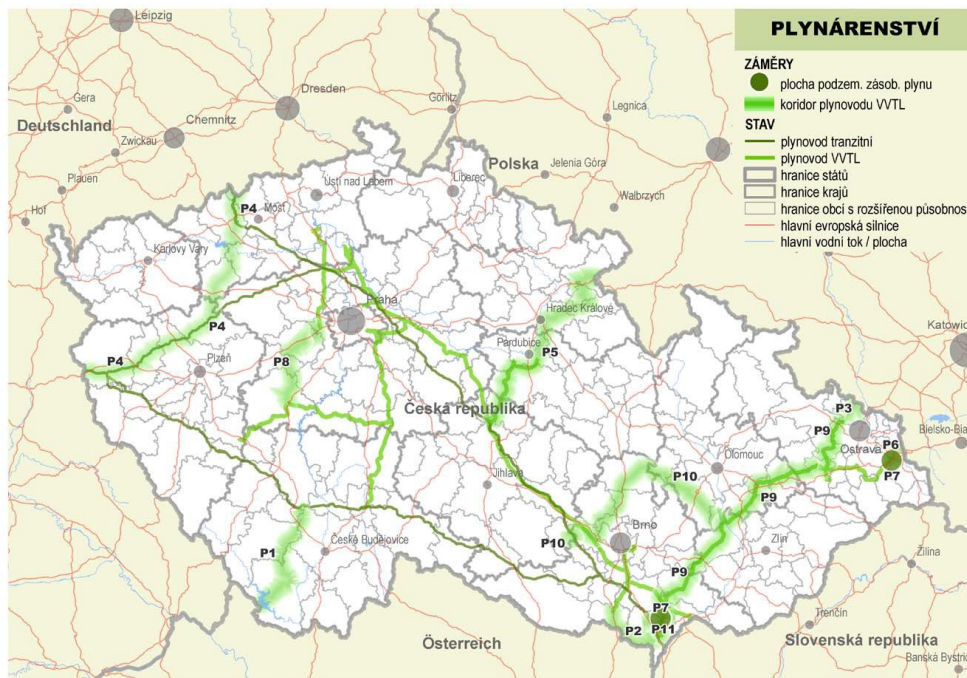 PLYNÁRENSTVÍ
ZÁMĚRY
plocha podzem. zásob. plynu
koridor plynovodu VVTL
STAV
plynovod tranzitní
plynovod VVTL
hranice států
hranice krajů
hranice obcí s rozšířenou působnos
hlavní evropská silnice
hlavní vodní tok / plocha
Leipzig
Gera
Dresden
Görlitz
Legnica
Deutschland
Chemnitz
Zwickau
Polska
Jelenia Góra
Plauen
Ústí nad Labem
Liberec
Wałbrzych
Hof
P4
Most
Karlovy Vary
Praha
Hradec Králové
Katowic
P4
P4
Plzeň
P8
Pardubice
P5
Česká republika
P3
Bielsko-Bia
P9
Ostrava
P6
Olomouc
P7
Jihlava
P10
P9
P1
České Budějovice
P10
Brno
Zlín
Žilina
P9
P7
P2
P11
Trenčín
Österreich
Slovenská republika
Banská Bystric